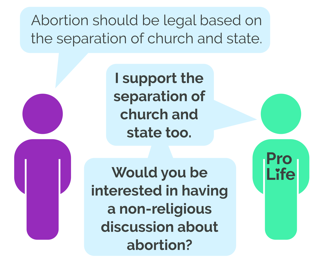 Abortion should be legal based on
the separation of church and state.
I support the
separation of
church and
state too.
Would you be
interested in having
a non-religious
discussion about
abortion?
Pro
Life